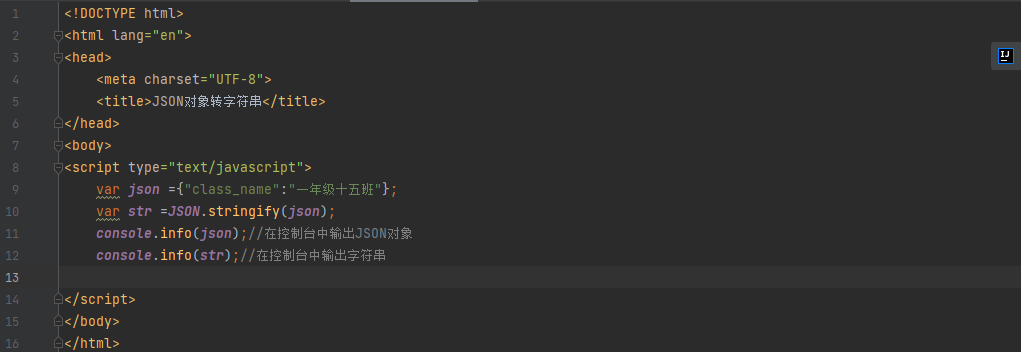 1 <!DOCTYPE html>
2 <html lang="en">
3 <head>
4     <meta charset="UTF-8">
5     <title>JSON对象转字符串</title>
6 </head>
7 <body>
8 <script type="text/javascript">
9     var json ={"class_name":"一年级十五班"};
10     var str =JSON.stringify(json);
11     console.info(json);//在控制台中输出JSON对象
12     console.info(str);//在控制台中输出字符串
13
14 </script>
15 </body>
16 </html>
IJ